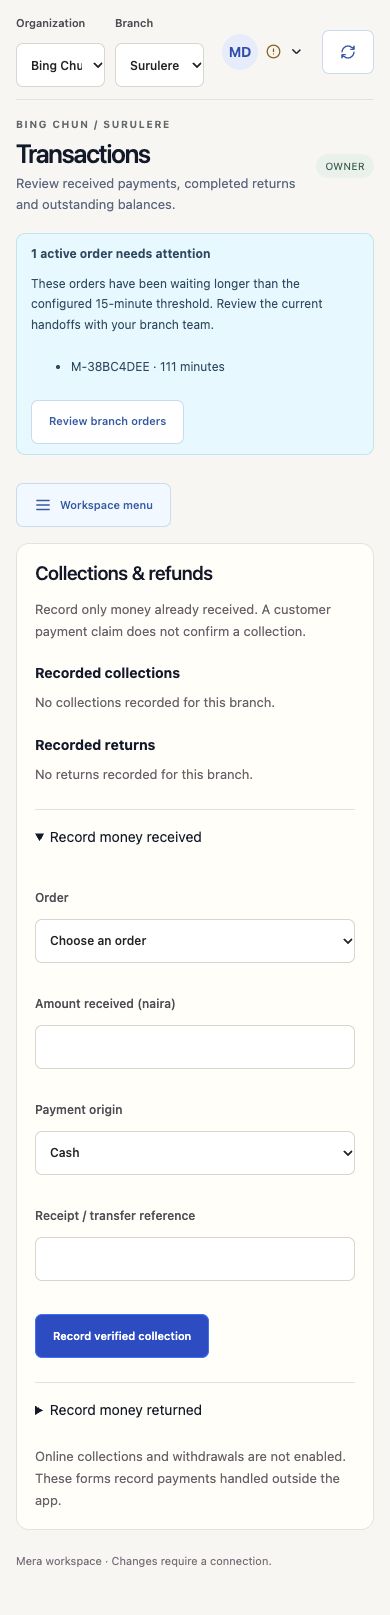 Organization
Branch
Bing Chu
Surulere
MD
BING CHUN / SURULERE
Transactions
OWNER
Review received payments, completed returns
and outstanding balances.
1 active order needs attention
These orders have been waiting longer than the
configured 15-minute threshold. Review the current
handoffs with your branch team.
• M-38BC4DEE · 111 minutes
Review branch orders
Workspace menu
Collections & refunds
Record only money already received. A customer
payment claim does not confirm a collection.
Recorded collections
No collections recorded for this branch.
Recorded returns
No returns recorded for this branch.
Record money received
Order
Choose an order
Amount received (naira)
Payment origin
Cash
Receipt / transfer reference
Record verified collection
Record money returned
Online collections and withdrawals are not enabled.
These forms record payments handled outside the
app.
Mera workspace · Changes require a connection.